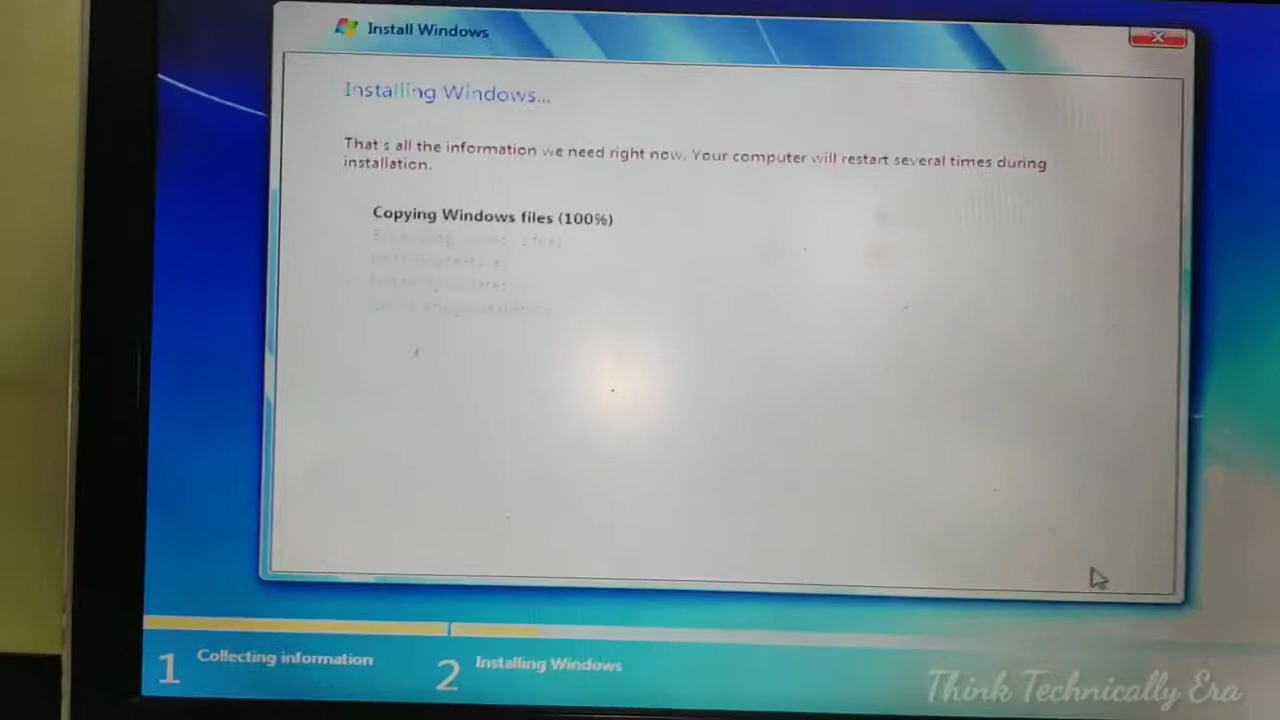 Install Windows
Installing Windows...
That's all the information we need right now. Your computer will restart several times during
installation.
Copying Windows files (100%)
1 Collecting information
2 Installing Windows
Think Technically Era